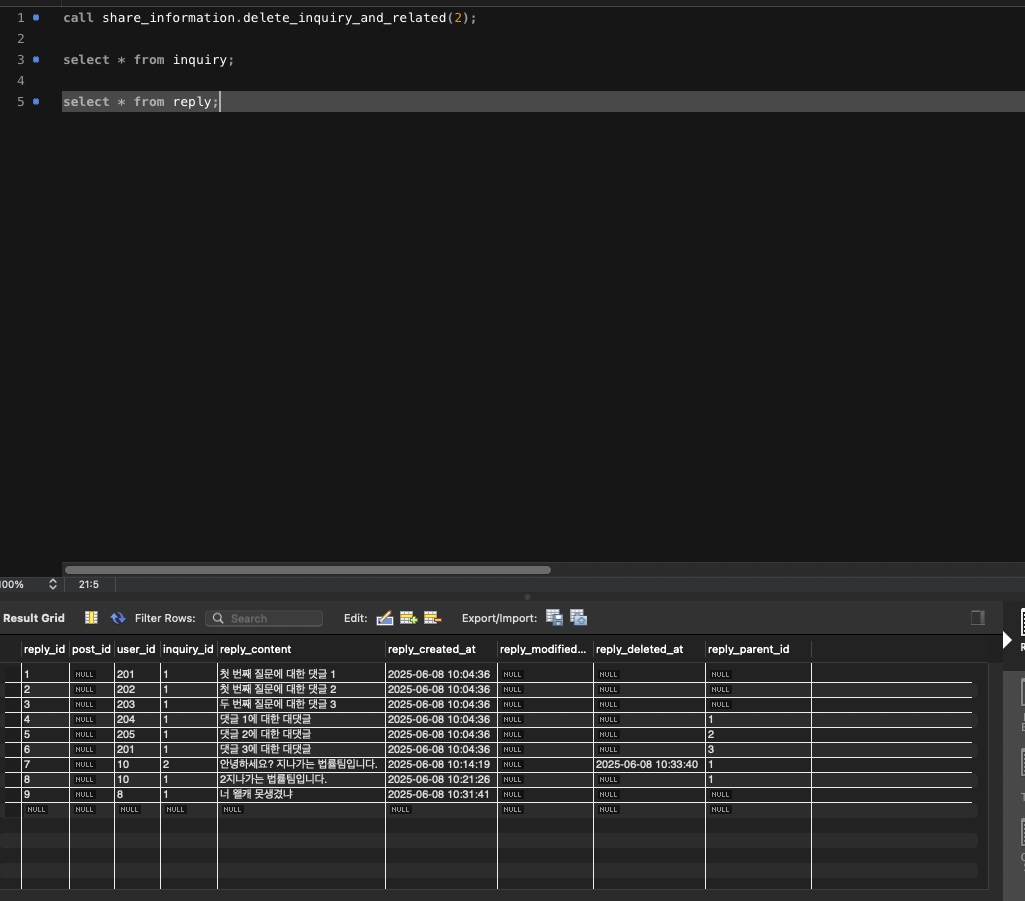 1 call share_information.delete_inquiry_and_related(2);
2
3 select * from inquiry;
4
5 select * from reply;
100% 21:5
Result Grid Filter Rows: Search Edit: Export/Import:
reply_id post_id user_id inquiry_id reply_content reply_created_at reply_modified... reply_deleted_at reply_parent_id
1 NULL 201 1 첫 번째 질문에 대한 댓글 1 2025-06-08 10:04:36 NULL NULL NULL
2 NULL 202 1 첫 번째 질문에 대한 댓글 2 2025-06-08 10:04:36 NULL NULL NULL
3 NULL 203 1 두 번째 질문에 대한 댓글 3 2025-06-08 10:04:36 NULL NULL NULL
4 NULL 204 1 댓글 1에 대한 대댓글 2025-06-08 10:04:36 NULL NULL 1
5 NULL 205 1 댓글 2에 대한 대댓글 2025-06-08 10:04:36 NULL NULL 2
6 NULL 201 1 댓글 3에 대한 대댓글 2025-06-08 10:04:36 NULL NULL 3
7 NULL 10 2 안녕하세요? 지나가는 법률팀입니다. 2025-06-08 10:14:19 NULL 2025-06-08 10:33:40 1
8 NULL 10 1 2지나가는 법률팀입니다. 2025-06-08 10:21:26 NULL NULL 1
9 NULL 8 1 너 왤캐 못생겼냐 2025-06-08 10:31:41 NULL NULL NULL
NULL NULL NULL NULL NULL NULL NULL NULL NULL